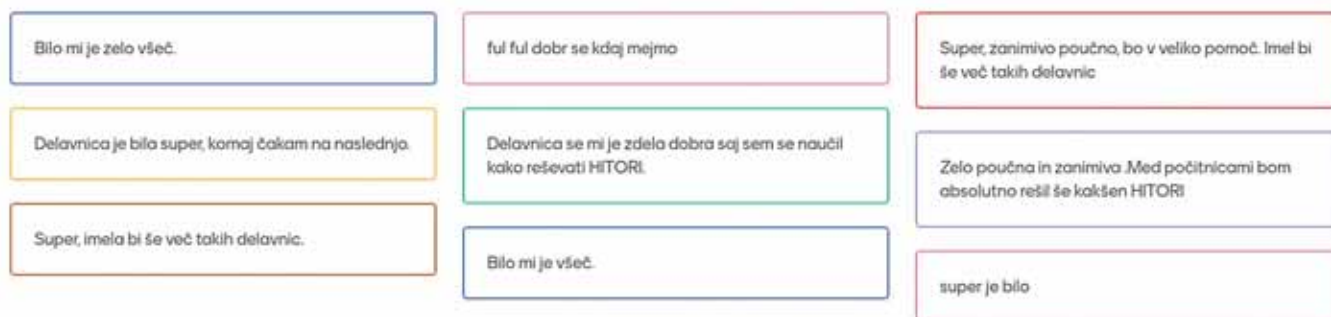 Bilo mi je zelo všeč.
Delavnica je bila super, komaj čakam na naslednjo.
Super, imela bi še več takih delavnic.
ful ful dobr se kdaj mejmo
Delavnica se mi je zdela dobra saj sem se naučil
kako reševati HITORI.
Bilo mi je všeč.
Super, zanimivo poučno, bo v veliko pomoč. Imel bi
še več takih delavnic
Zelo poučna in zanimiva .Med počitnicami bom
absolutno rešil še kakšen HITORI
super je bilo